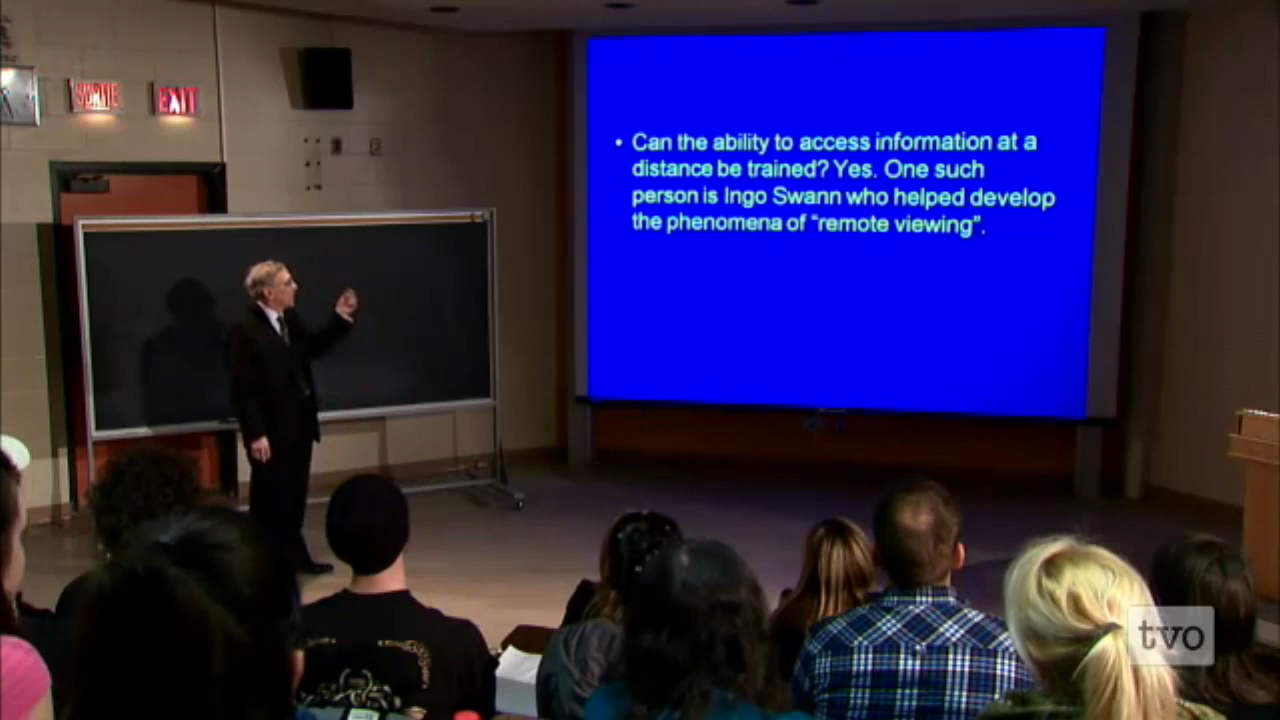 SORTIE
EXIT
• Can the ability to access information at a
distance be trained? Yes. One such
person is Ingo Swann who helped develop
the phenomena of “remote viewing”.
tvo